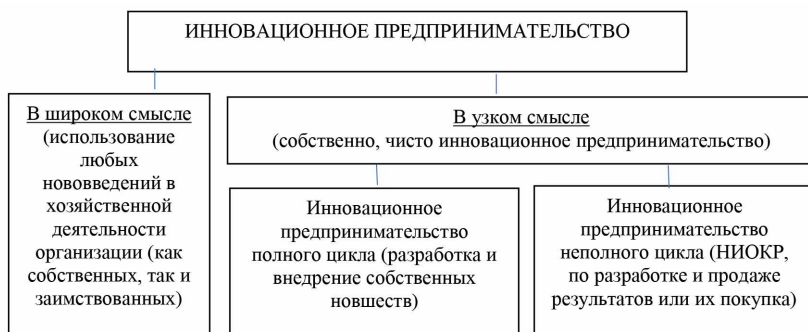 ИННОВАЦИОННОЕ ПРЕДПРИНИМАТЕЛЬСТВО
В широком смысле
(использование
любых
нововведений в
хозяйственной
деятельности
организации (как
собственных, так и
заимствованных)
В узком смысле
(собственно, чисто инновационное предпринимательство)
Инновационное
предпринимательство
полного цикла (разработка и
внедрение собственных
новшеств)
Инновационное
предпринимательство
неполного цикла (НИОКР,
по разработке и продаже
результатов или их покупка)